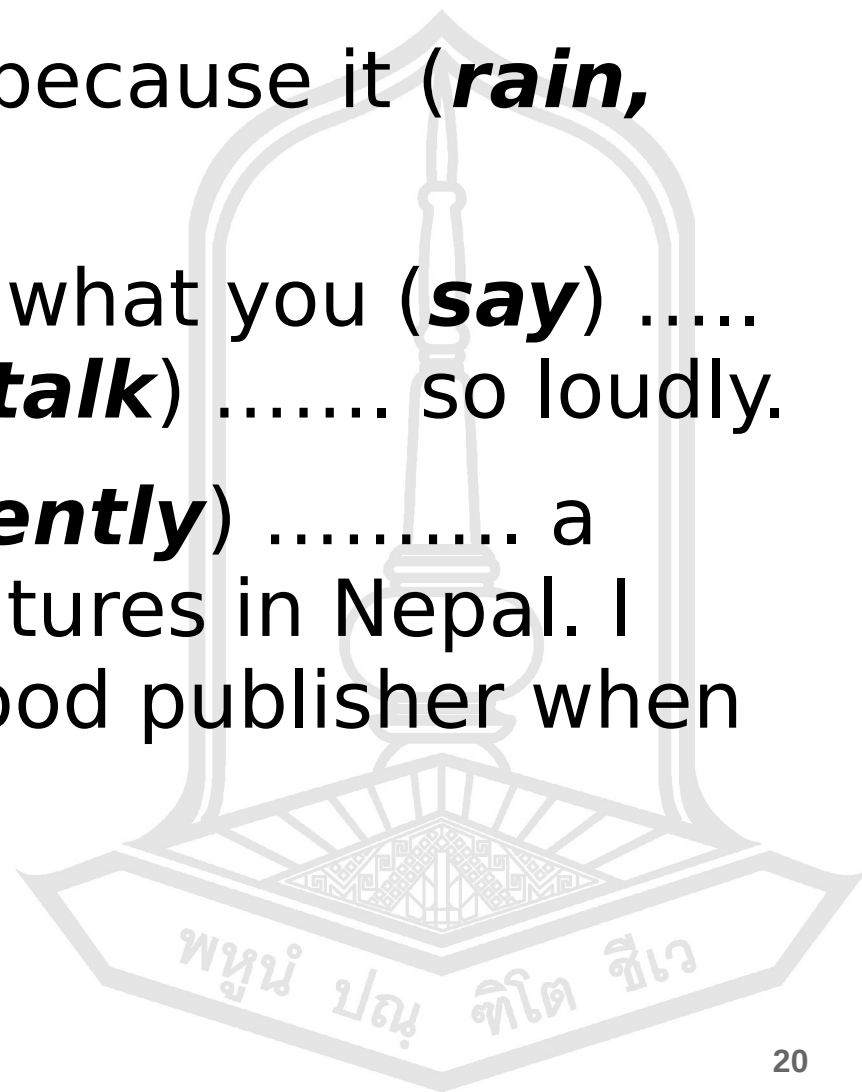 because it (rain,
what you (say) .....
talk) ....... so loudly.
ently) .......... a
tures in Nepal. I
ood publisher when
พหูนํ ปณฺฑิโต ชีเว
20